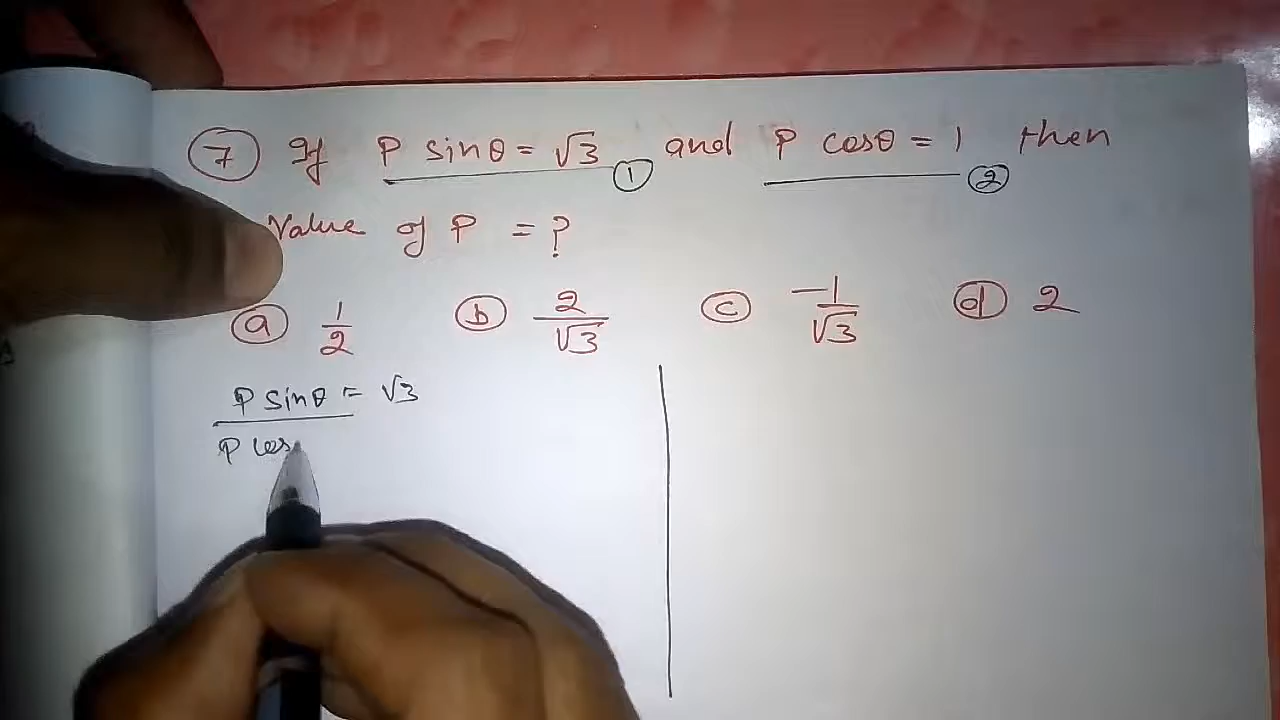 7 If P sinθ = √3 and P cosθ = 1 then
1 2
Value of P = ?
a 1/2 b 2/√3 c -1/√3 d 2
P sinθ = √3
P cos